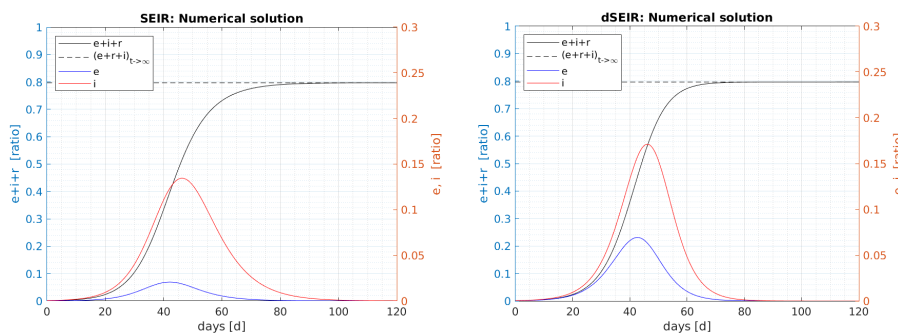 SEIR: Numerical solution
1
0.9
0.8
0.7
0.6
0.5
0.4
0.3
0.2
0.1
0
e+i+r [ratio]
e+i+r
(e+r+i)t->∞
e
i
0.3
0.25
0.2
0.15
0.1
0.05
0
e, i [ratio]
0 20 40 60 80 100 120
days [d]
dSEIR: Numerical solution
1
0.9
0.8
0.7
0.6
0.5
0.4
0.3
0.2
0.1
0
e+i+r [ratio]
e+i+r
(e+r+i)t->∞
e
i
0.3
0.25
0.2
0.15
0.1
0.05
0
i [ratio]
0 20 40 60 80 100 120
days [d]